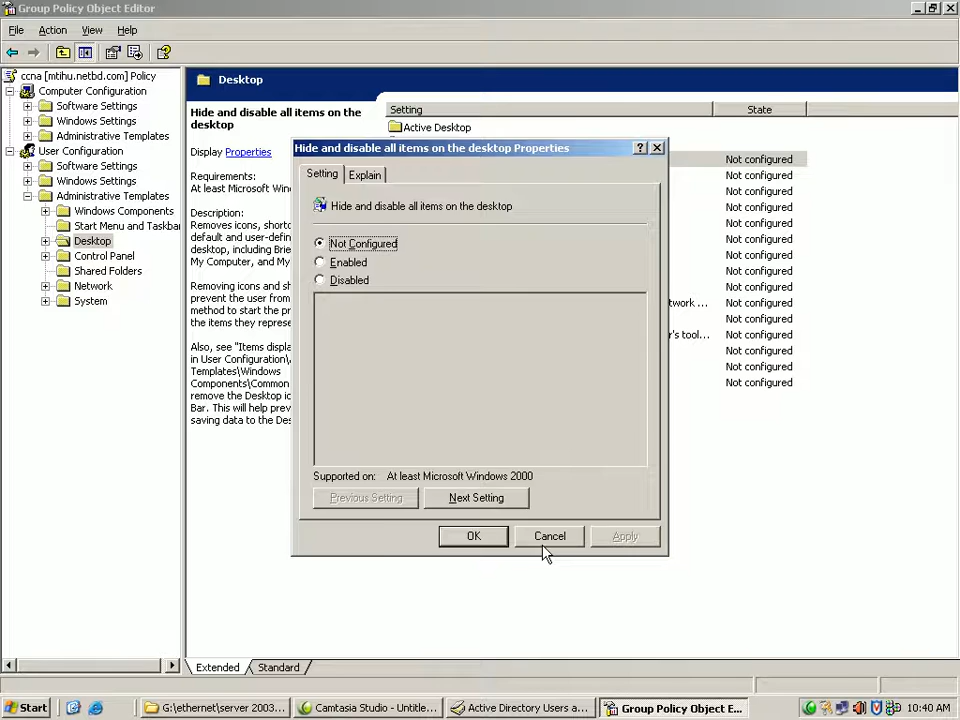 Group Policy Object Editor
File Action View Help
ccna [mtihu.netbd.com] Policy
Computer Configuration
Software Settings
Windows Settings
Administrative Templates
User Configuration
Software Settings
Windows Settings
Administrative Templates
Windows Components
Start Menu and Taskba
Desktop
Control Panel
Shared Folders
Network
System
Desktop
Hide and disable all items on the
desktop
Display Properties
Requirements:
At least Microsoft Win
Description:
Removes icons, shortc
default and user-defin
desktop, including Brie
My Computer, and My
Removing icons and sh
prevent the user from
method to start the pr
the items they represe
Also, see "Items displa
in User Configuration\
Templates\Windows
Components\Common
remove the Desktop ic
Bar. This will help prev
saving data to the Des
Setting State
Active Desktop
Not configured
Not configured
Not configured
Not configured
Not configured
Not configured
Not configured
Not configured
Not configured
etwork ... Not configured
Not configured
r's tool... Not configured
Not configured
Not configured
Not configured
Hide and disable all items on the desktop Properties
Setting Explain
Hide and disable all items on the desktop
Not Configured
Enabled
Disabled
Supported on: At least Microsoft Windows 2000
Previous Setting Next Setting
OK Cancel Apply
Extended Standard
Start G:\ethernet\server 2003... Camtasia Studio - Untitle... Active Directory Users a... Group Policy Object E... 10:40 AM